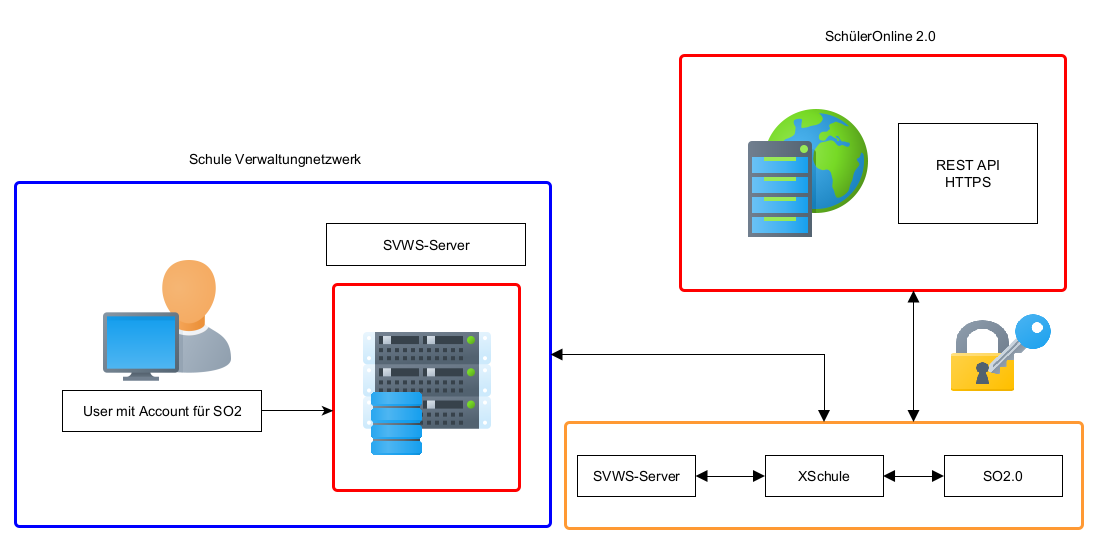 SchülerOnline 2.0
REST API
HTTPS
Schule Verwaltungnetzwerk
SVWS-Server
User mit Account für SO2
SVWS-Server
XSchule
SO2.0